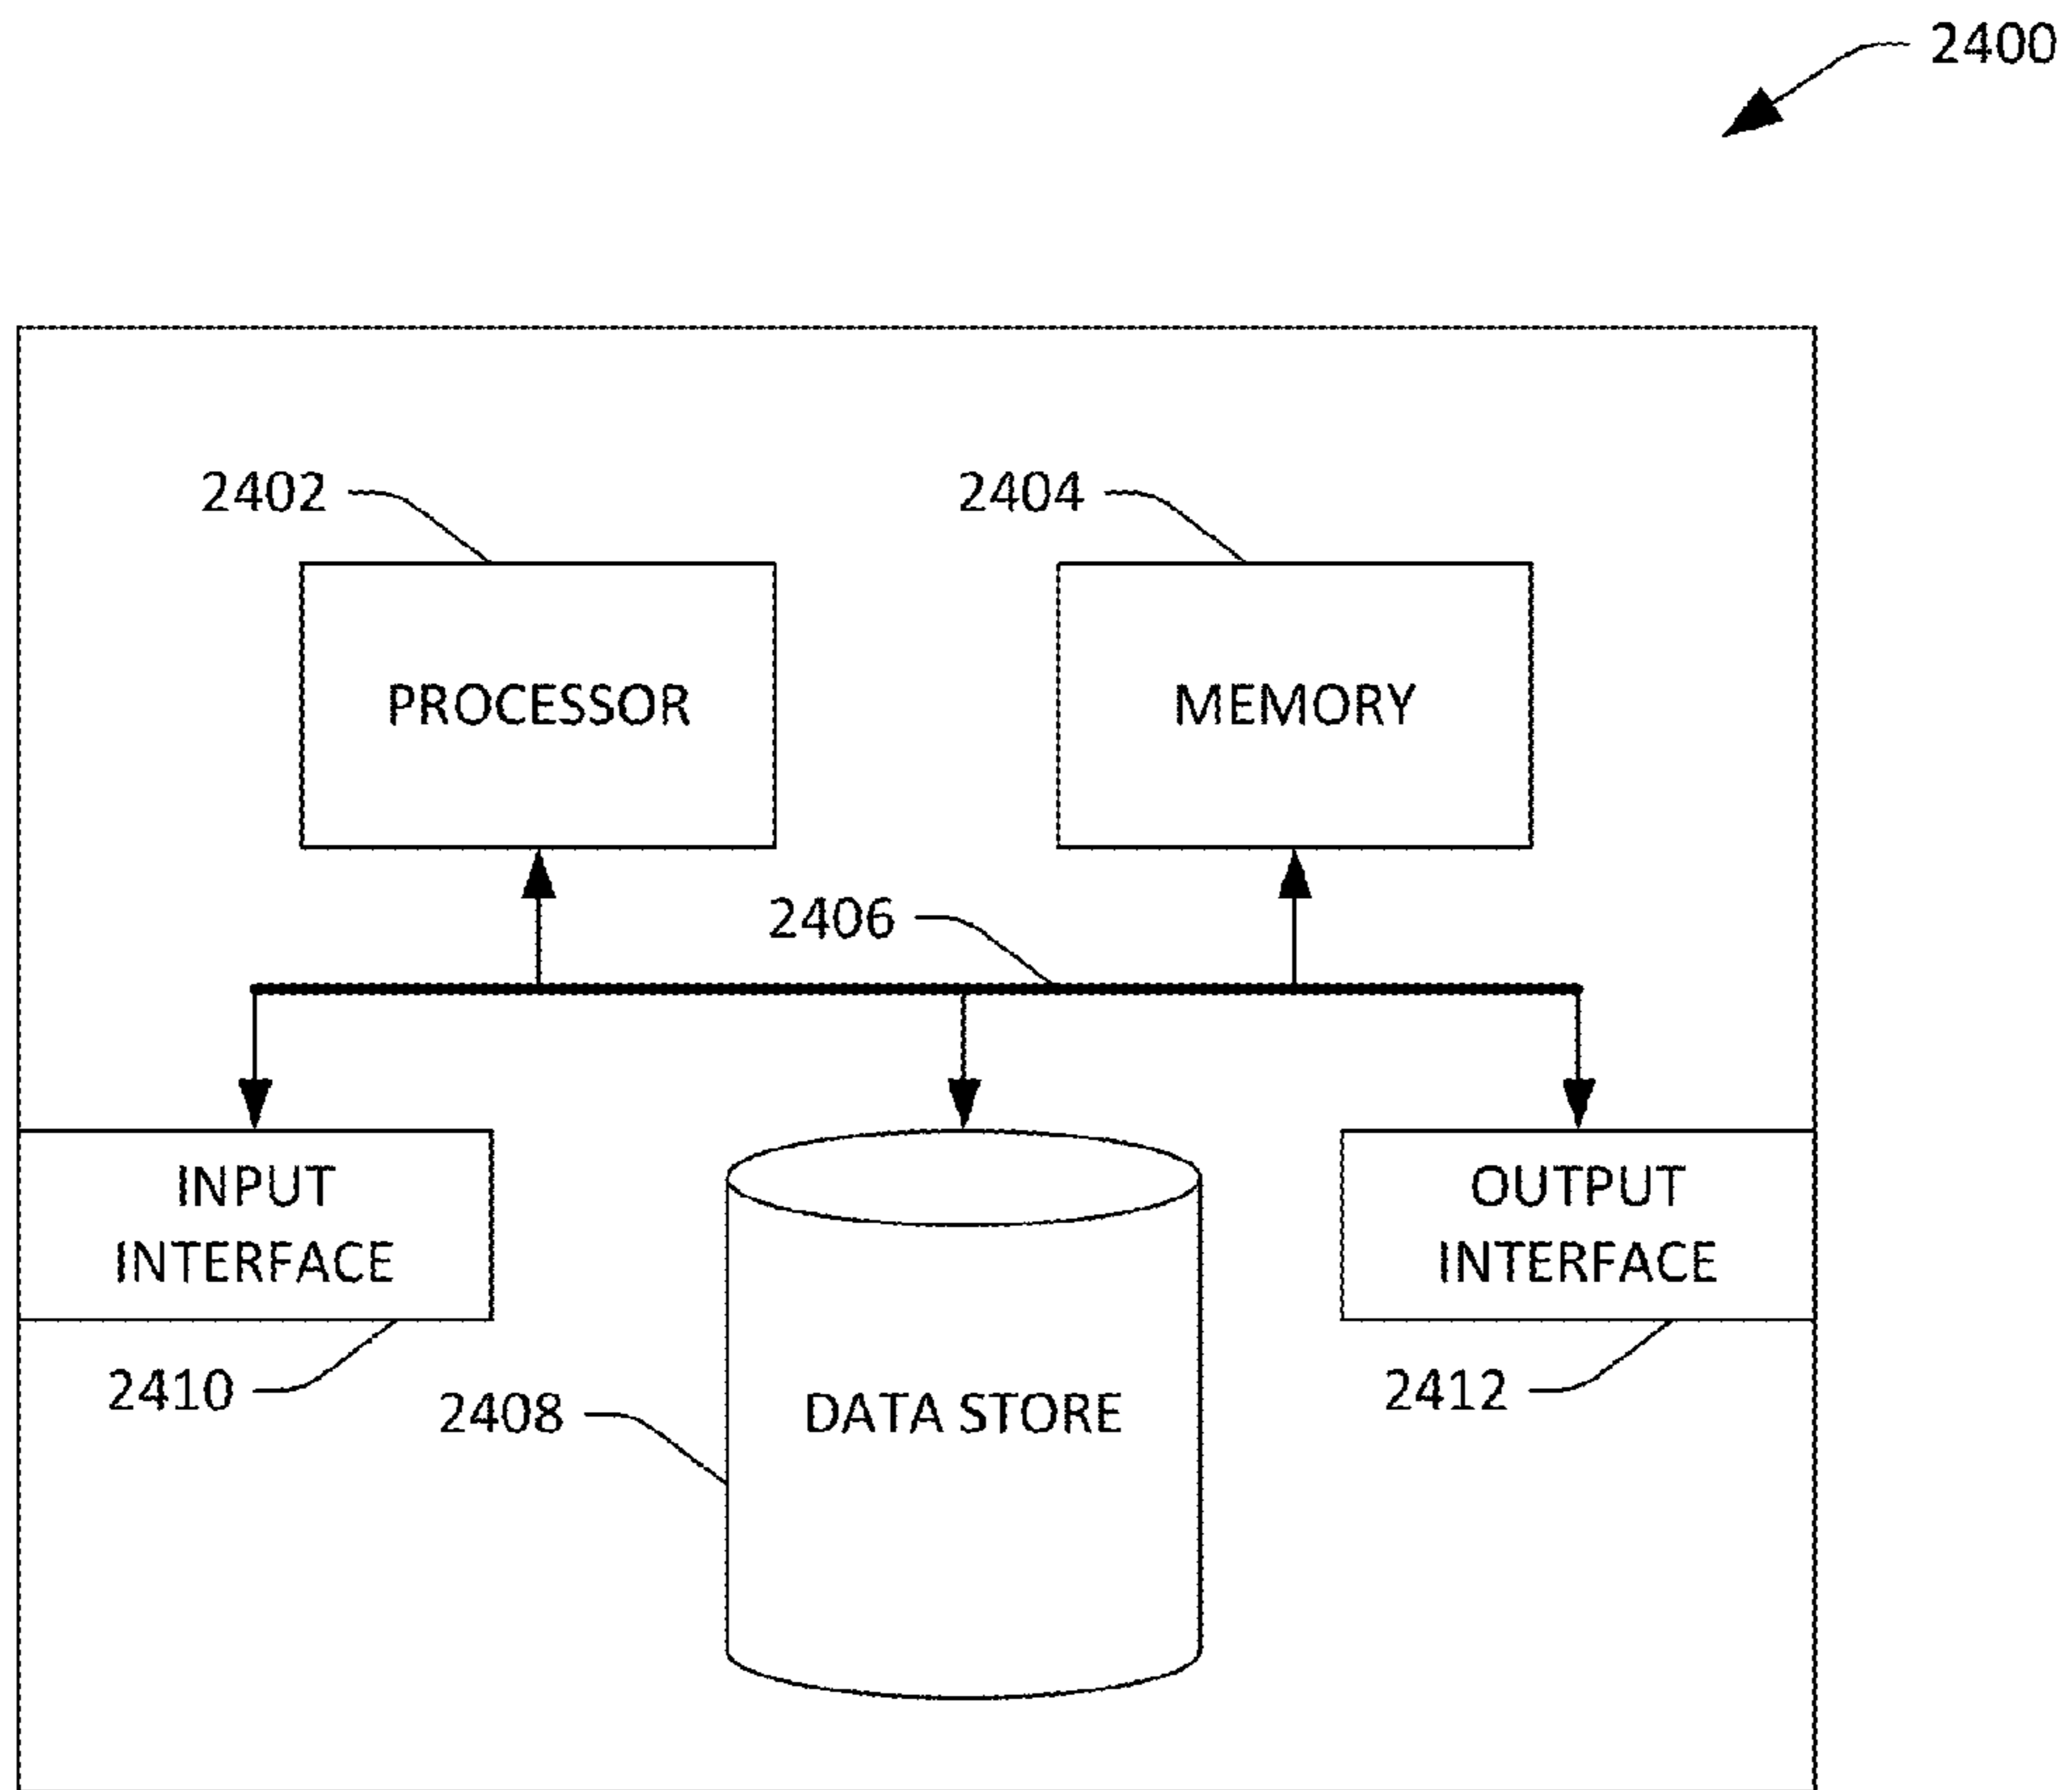 2400
2402
2404
PROCESSOR
MEMORY
2406
INPUT
INTERFACE
OUTPUT
INTERFACE
2410
2408
DATA STORE
2412